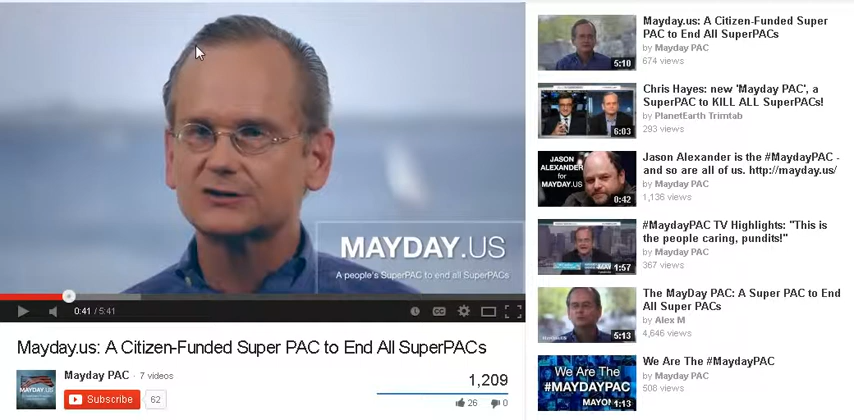 MAYDAY.US
A people's SuperPAC to end all SuperPACs
0:41 / 5:41
CC
Mayday.us: A Citizen-Funded Super PAC to End All SuperPACs
MAYDAY.US
Mayday PAC · 7 videos
Subscribe 62
1,209
26 0
5:10
Mayday.us: A Citizen-Funded Super
PAC to End All SuperPACs
by Mayday PAC
674 views
6:03
Chris Hayes: new 'Mayday PAC', a
SuperPAC to KILL ALL SuperPACs!
by PlanetEarth Trimtab
293 views
JASON
ALEXANDER
for
MAYDAY.US
0:42
Jason Alexander is the #MaydayPAC -
and so are all of us. http://mayday.us/
by Mayday PAC
1,136 views
1:57
#MaydayPAC TV Highlights: "This is
the people caring, pundits!"
by Mayday PAC
367 views
5:13
The MayDay PAC: A Super PAC to End
All Super PACs
by Alex M
4,646 views
We Are The
#MAYDAYPAC
1:13
We Are The #MaydayPAC
by Mayday PAC
508 views